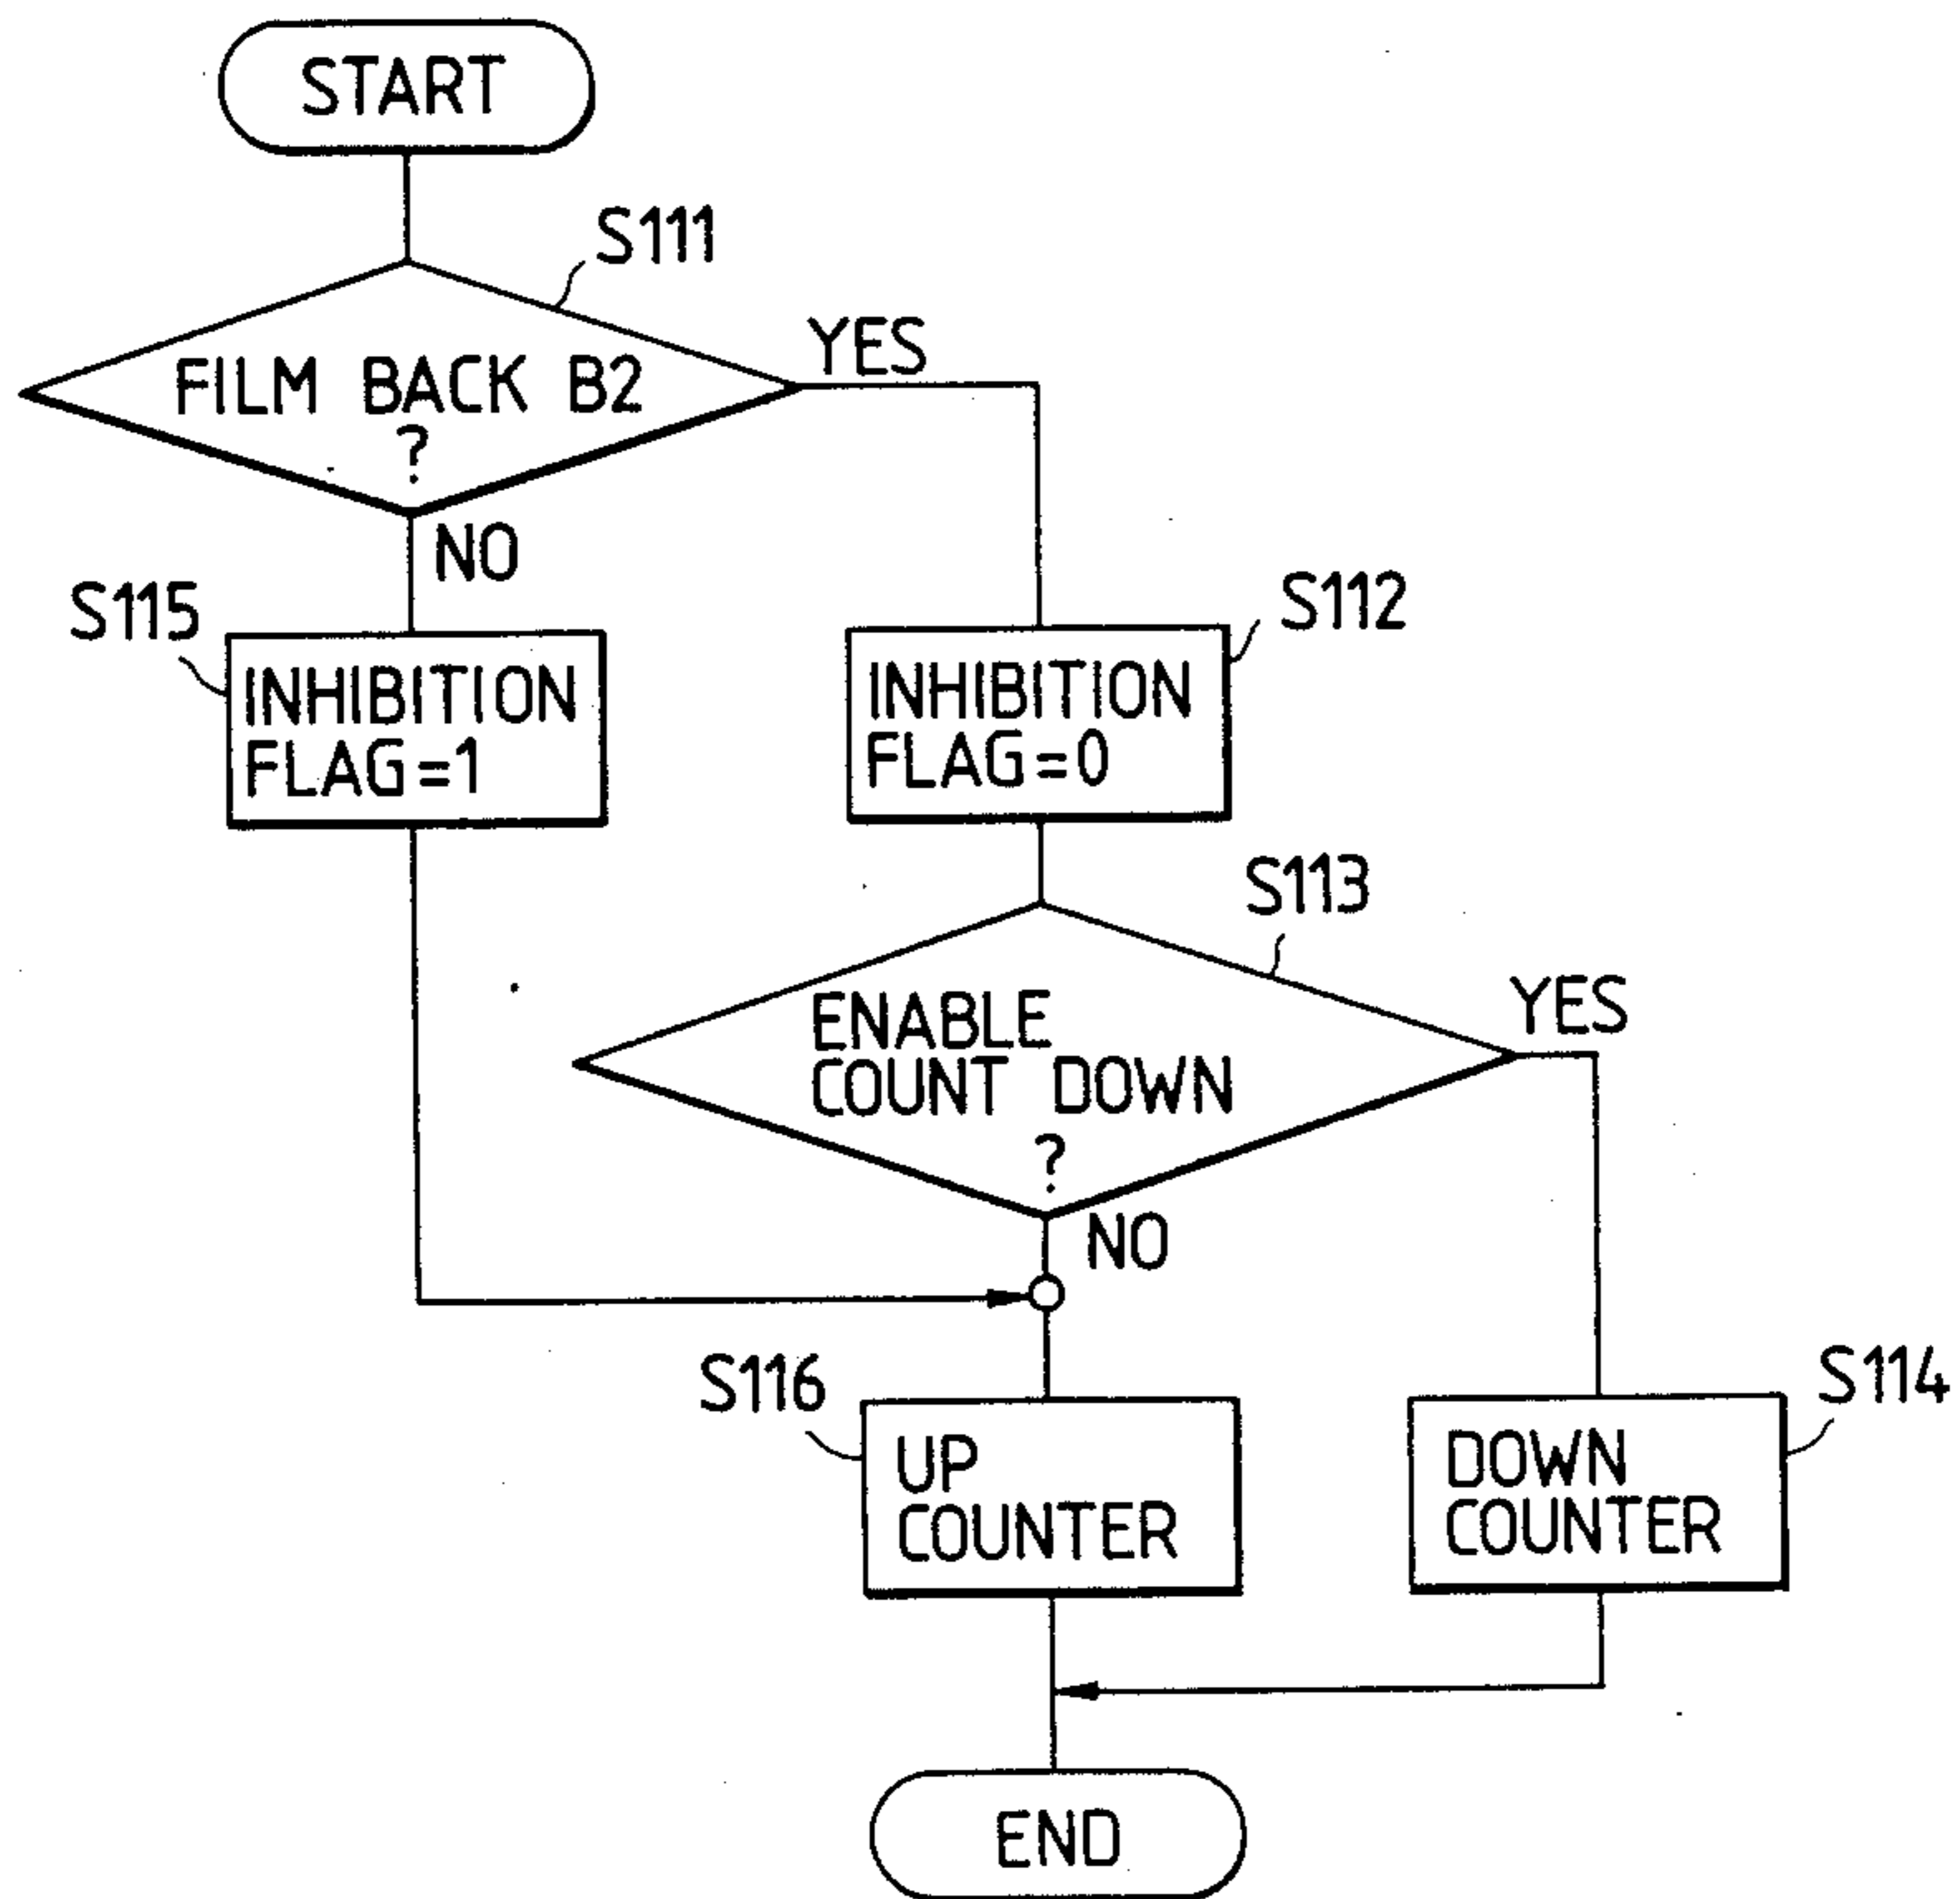 START
S111
FILM BACK B2
?
YES
NO
S115
INHIBITION
FLAG=1
S112
INHIBITION
FLAG=0
S113
ENABLE
COUNT DOWN
?
YES
NO
S116
UP
COUNTER
S114
DOWN
COUNTER
END